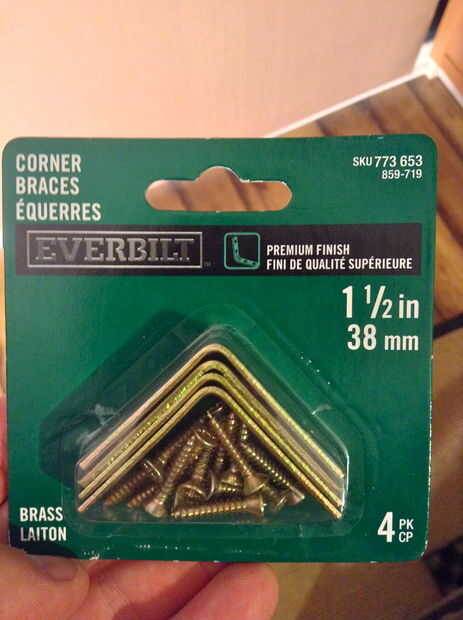 CORNER
BRACES
ÉQUERRES
SKU 773 653
859-719
EVERBILT™
PREMIUM FINISH
FINI DE QUALITÉ SUPÉRIEURE
1 ½ in
38 mm
BRASS
LAITON
4 PK
CP